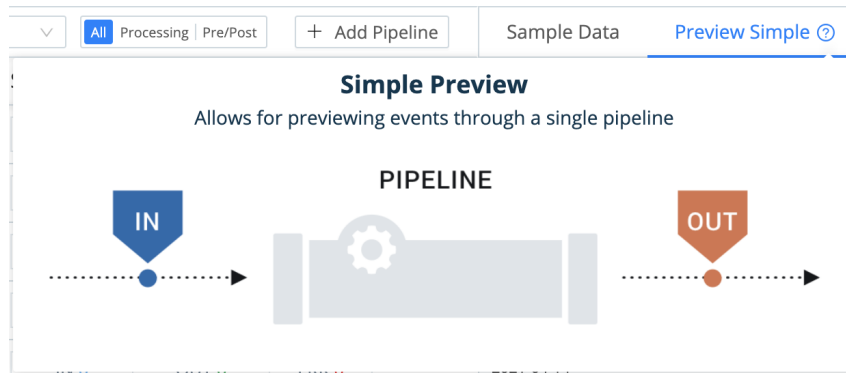 All Processing Pre/Post + Add Pipeline Sample Data Preview Simple ?
Simple Preview
Allows for previewing events through a single pipeline
PIPELINE
IN
OUT